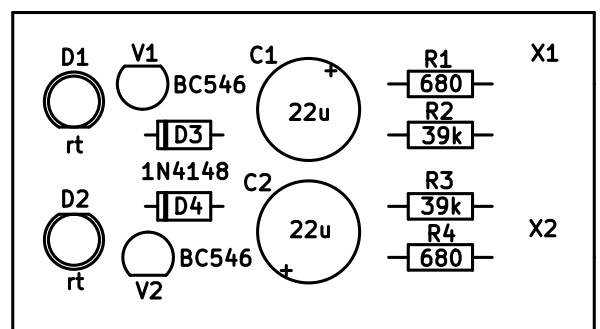 D1
V1
C1
R1
X1
+
BC546
680
22u
R2
D3
39k
rt
1N4148
D2
C2
R3
D4
39k
22u
R4
X2
BC546
680
rt
+
V2